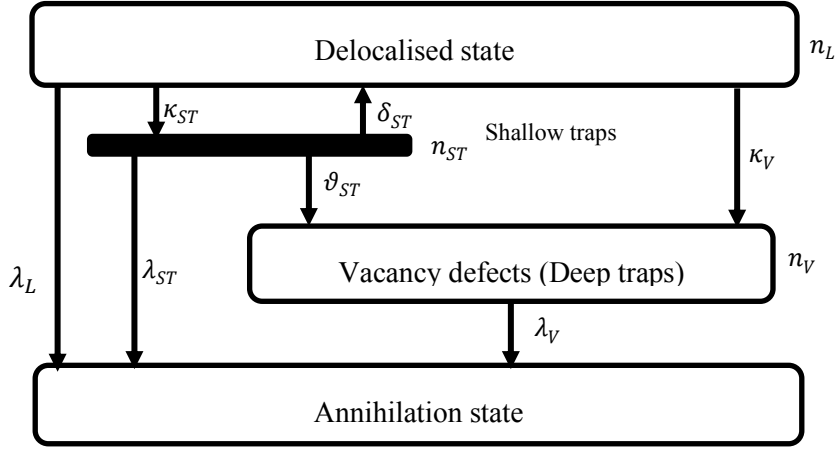 Delocalised state
n_L
κ_ST
δ_ST
Shallow traps
n_ST
κ_V
ϑ_ST
λ_L
λ_ST
Vacancy defects (Deep traps)
n_V
λ_V
Annihilation state